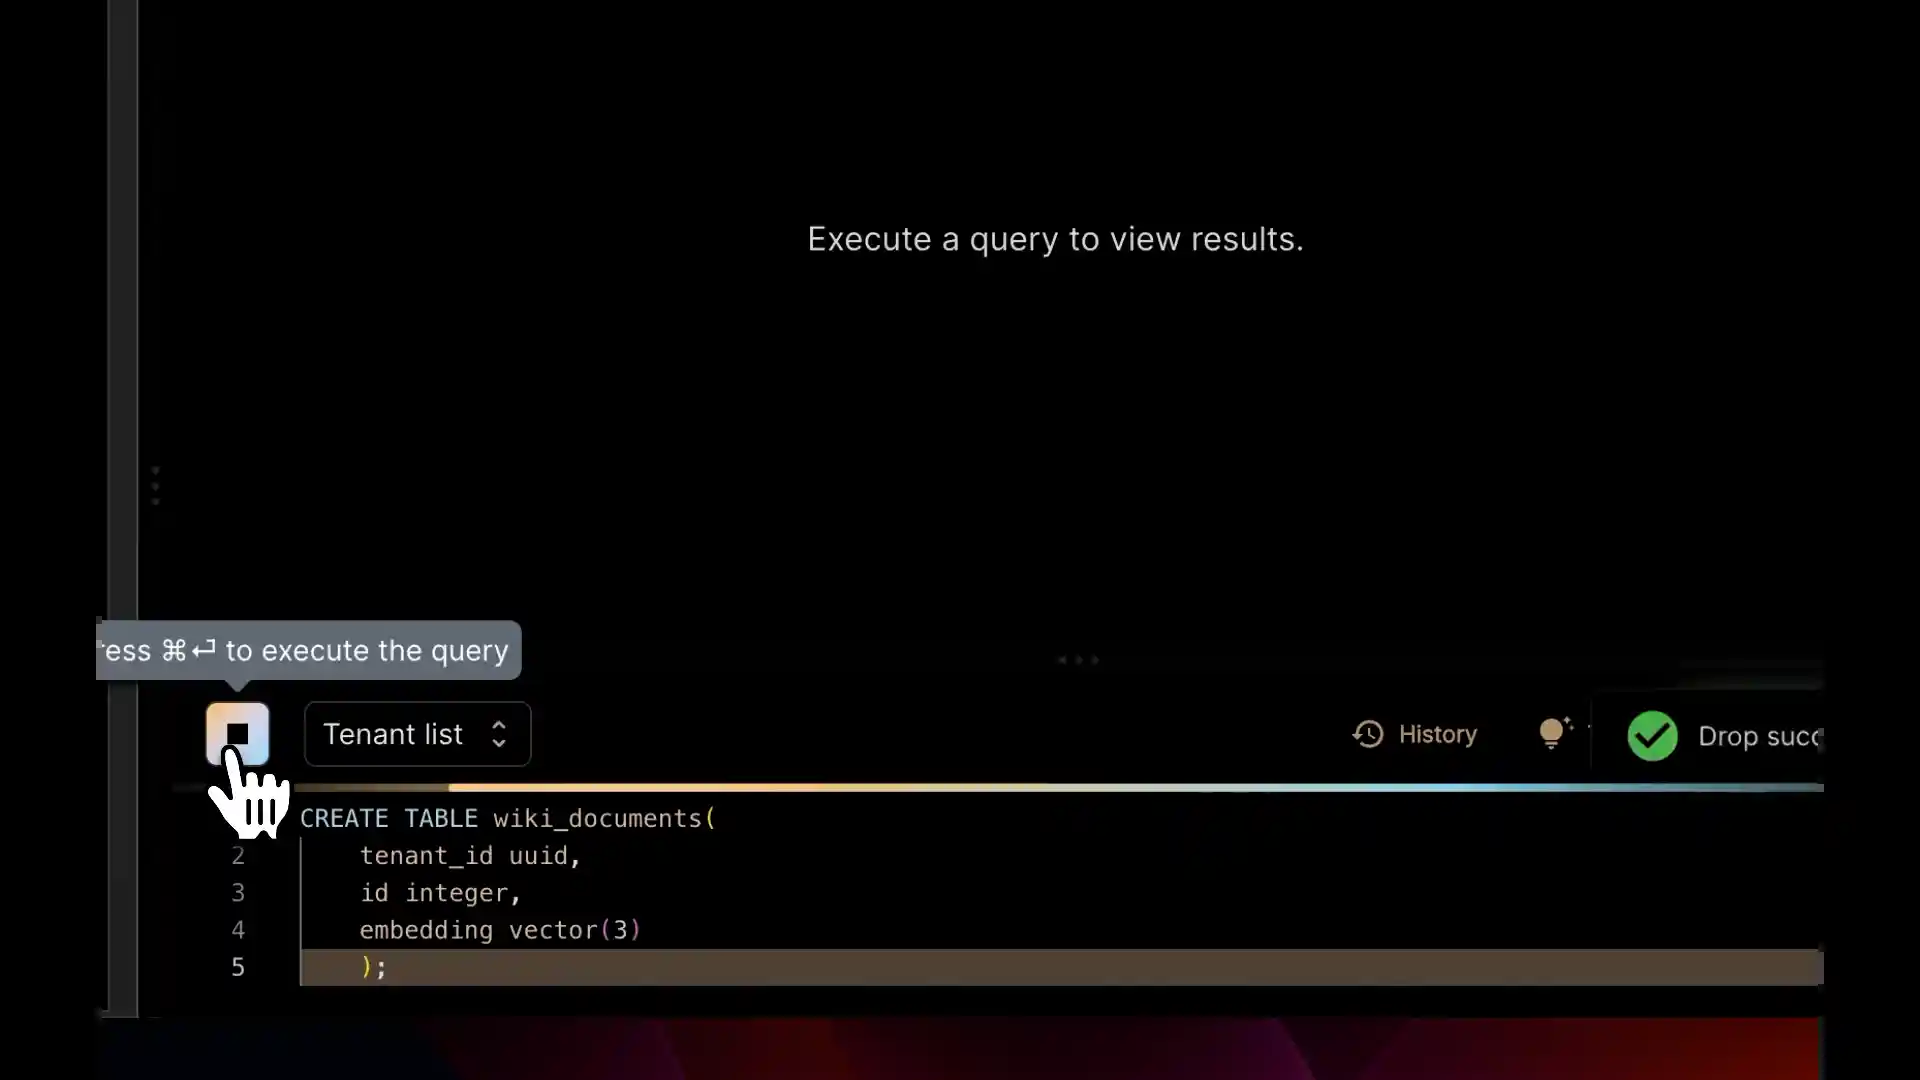 Execute a query to view results.
ress ⌘⏎ to execute the query
Tenant list
History
Drop succ
CREATE TABLE wiki_documents(
2 tenant_id uuid,
3 id integer,
4 embedding vector(3)
5 );